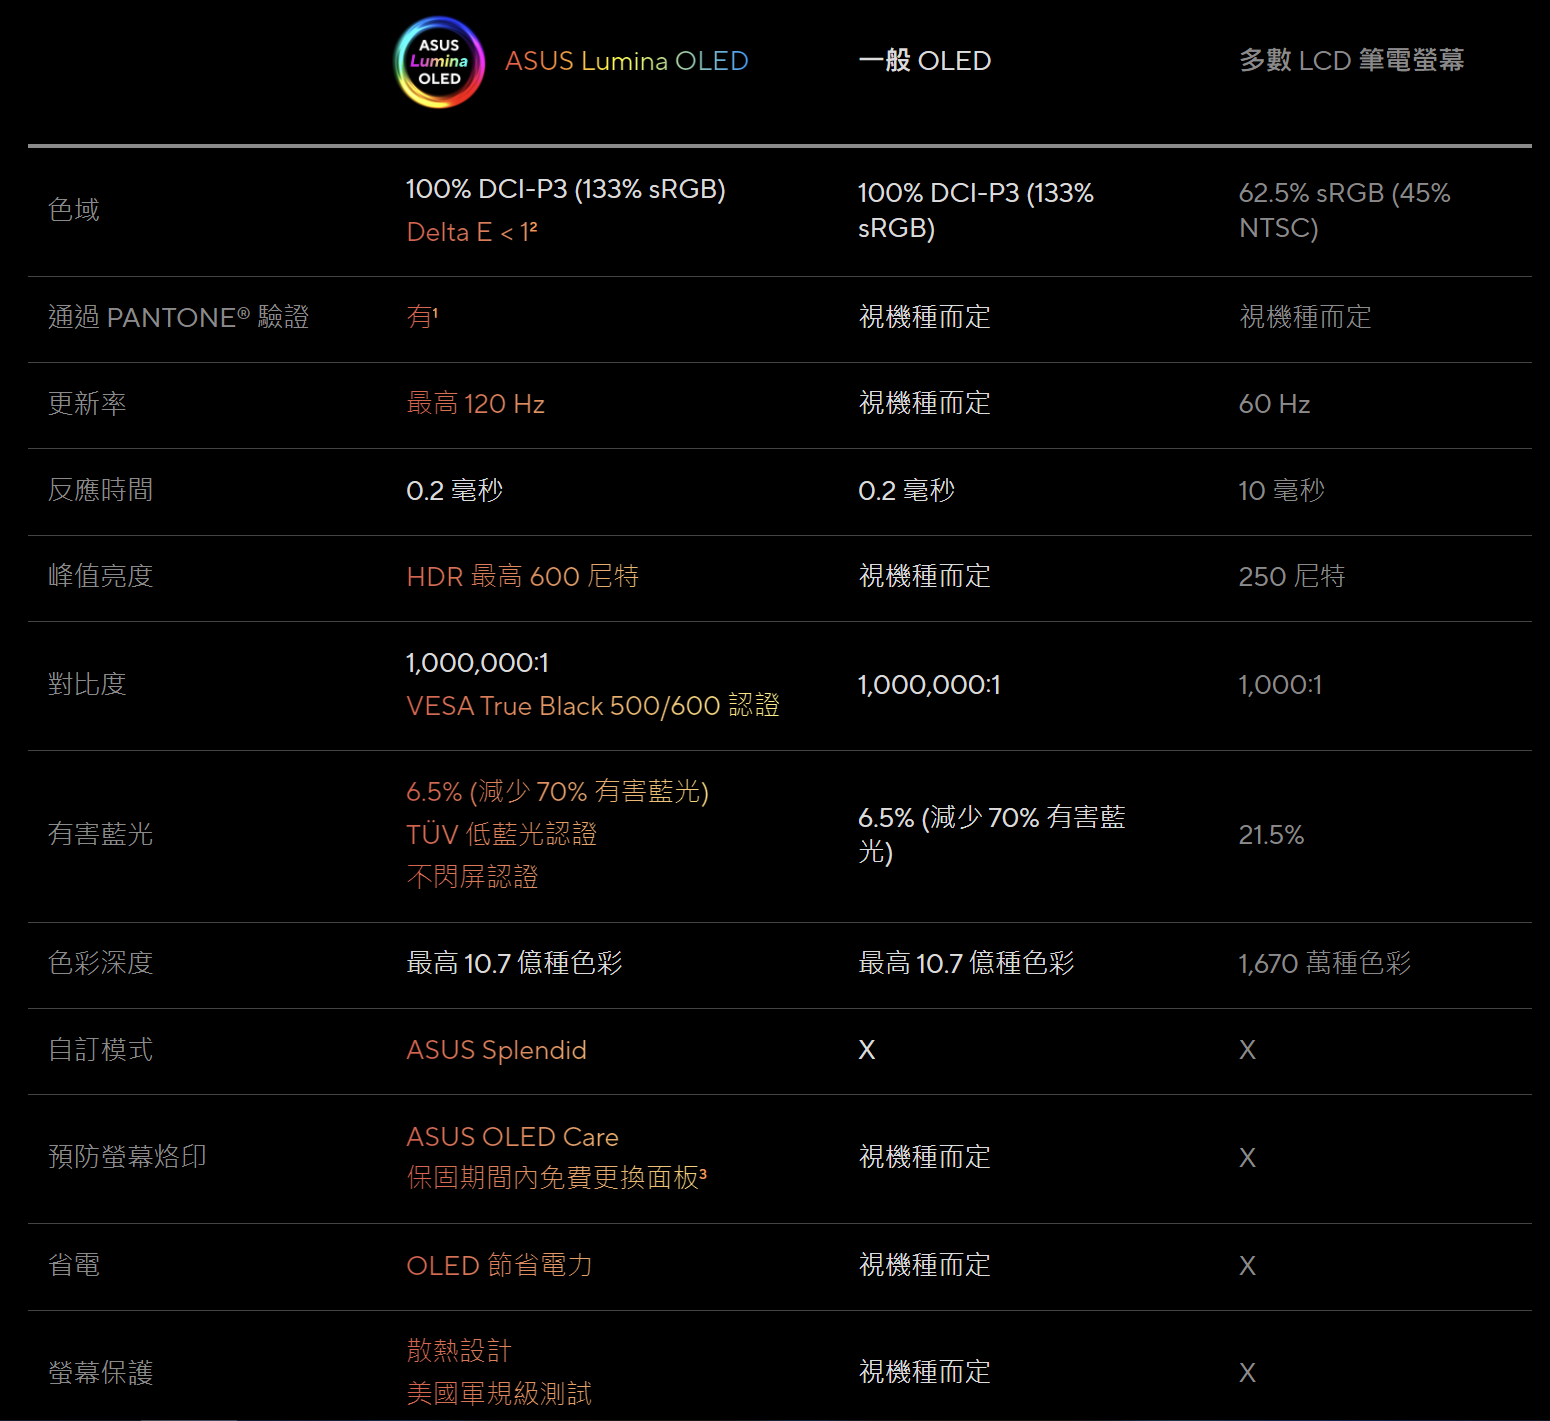 ASUS
Lumina
OLED
ASUS Lumina OLED
一般 OLED
多數 LCD 筆電螢幕
色域
100% DCI-P3 (133% sRGB)
Delta E < 1²
100% DCI-P3 (133%
sRGB)
62.5% sRGB (45%
NTSC)
通過 PANTONE® 驗證
有¹
視機種而定
視機種而定
更新率
最高 120 Hz
視機種而定
60 Hz
反應時間
0.2 毫秒
0.2 毫秒
10 毫秒
峰值亮度
HDR 最高 600 尼特
視機種而定
250 尼特
對比度
1,000,000:1
VESA True Black 500/600 認證
1,000,000:1
1,000:1
有害藍光
6.5% (減少 70% 有害藍光)
TÜV 低藍光認證
不閃屏認證
6.5% (減少 70% 有害藍
光)
21.5%
色彩深度
最高 10.7 億種色彩
最高 10.7 億種色彩
1,670 萬種色彩
自訂模式
ASUS Splendid
X
X
預防螢幕烙印
ASUS OLED Care
保固期間內免費更換面板³
視機種而定
X
省電
OLED 節省電力
視機種而定
X
螢幕保護
散熱設計
美國軍規級測試
視機種而定
X